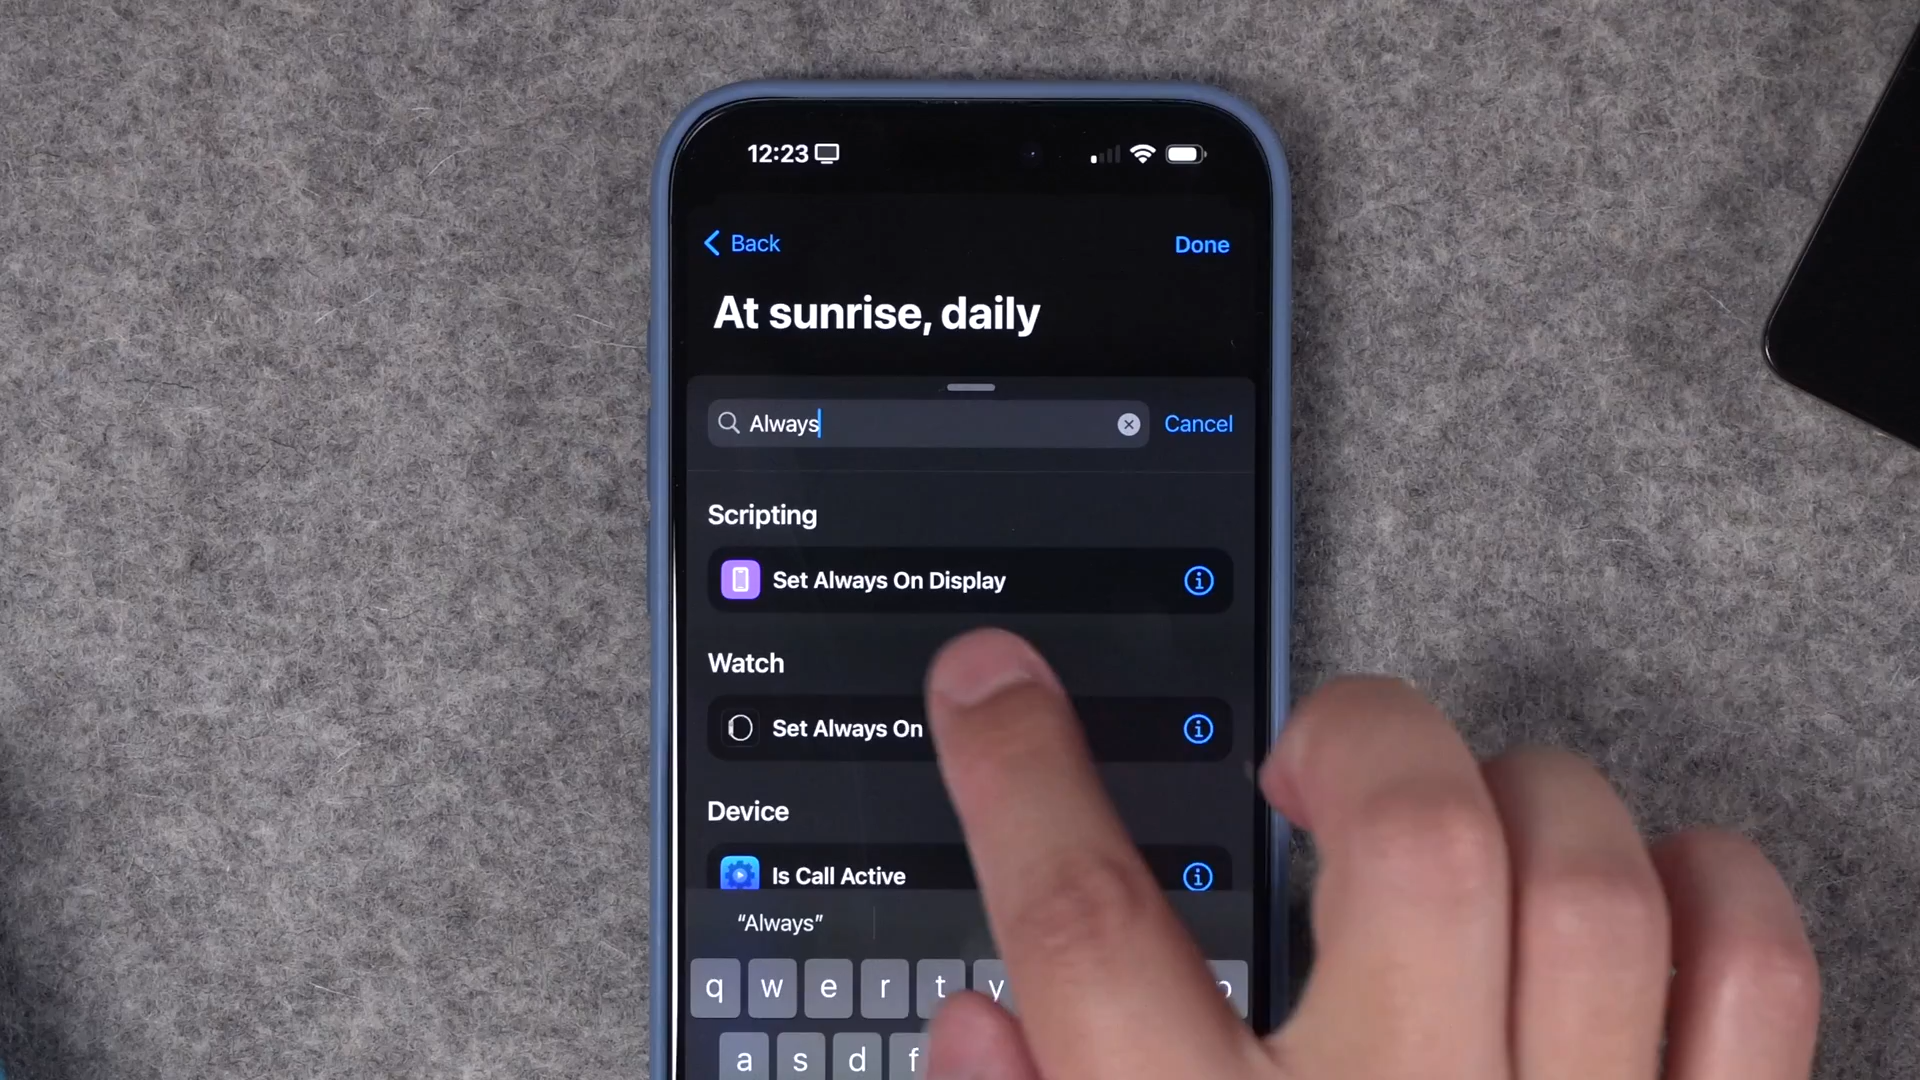 12:23
Back
Done
At sunrise, daily
Always
Cancel
Scripting
Set Always On Display
Watch
Set Always On
Device
Is Call Active
“Always”
q w e r t y p
a s d f